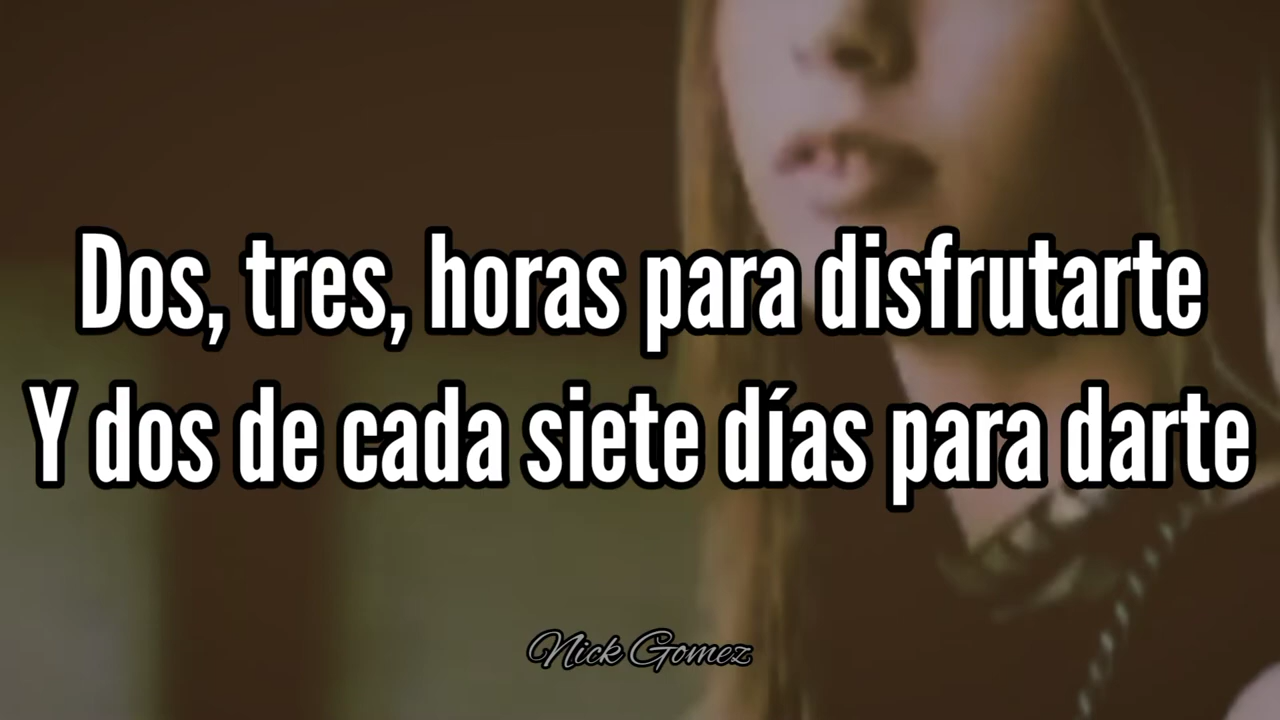 Dos, tres, horas para disfrutarte
Y dos de cada siete días para darte
Nick Gomez